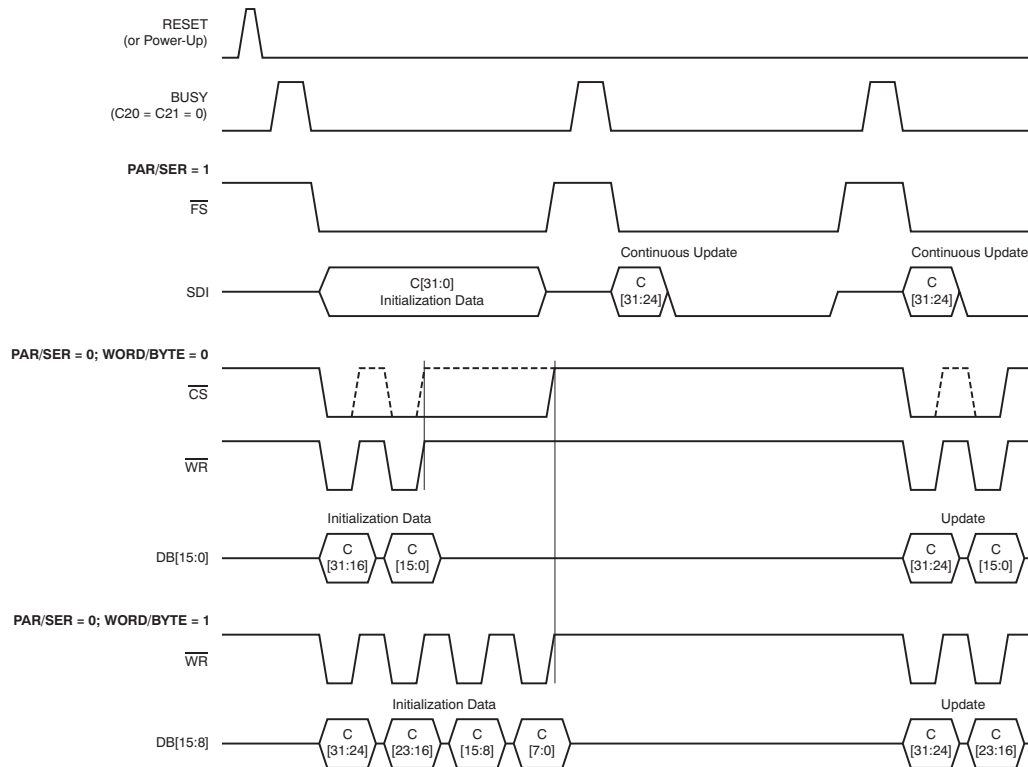 RESET
(or Power-Up)
BUSY
(C20 = C21 = 0)
PAR/SER = 1
FS
Continuous Update
Continuous Update
SDI
C[31:0]
Initialization Data
C
[31:24]
C
[31:24]
PAR/SER = 0; WORD/BYTE = 0
CS
WR
Initialization Data
Update
DB[15:0]
C
[31:16]
C
[15:0]
C
[31:24]
C
[15:0]
PAR/SER = 0; WORD/BYTE = 1
WR
Initialization Data
Update
DB[15:8]
C
[31:24]
C
[23:16]
C
[15:8]
C
[7:0]
C
[31:24]
C
[23:16]